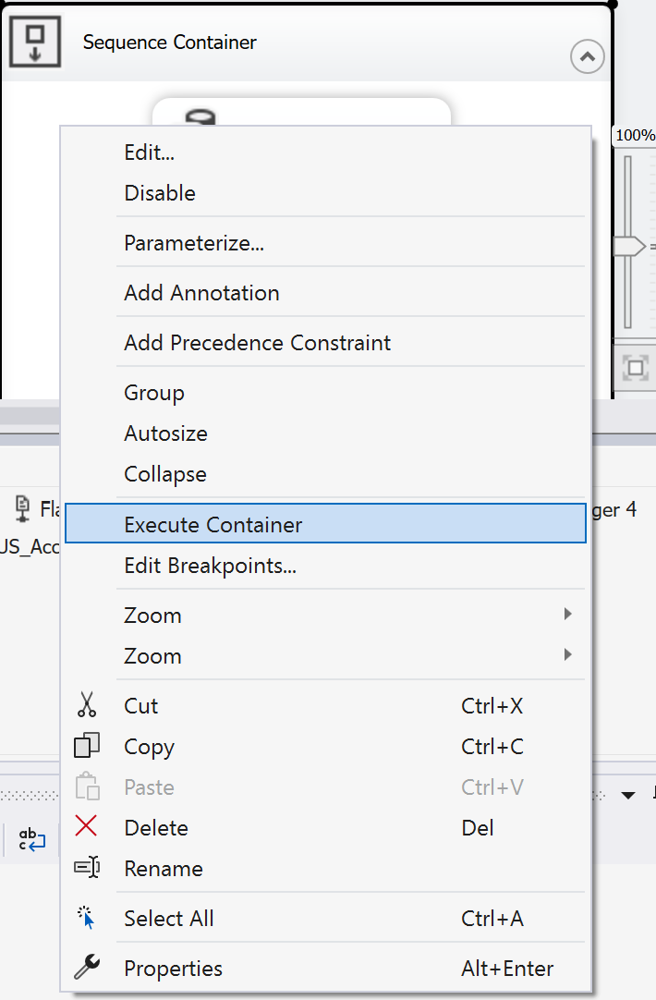 Sequence Container
100%
Edit...
Disable
Parameterize...
Add Annotation
Add Precedence Constraint
Group
Autosize
Collapse
Fla
ger 4
Execute Container
US_Acc
Edit Breakpoints...
Zoom
Zoom
Cut Ctrl+X
Copy Ctrl+C
Paste Ctrl+V
Delete Del
ab
c
Rename
Select All Ctrl+A
Properties Alt+Enter